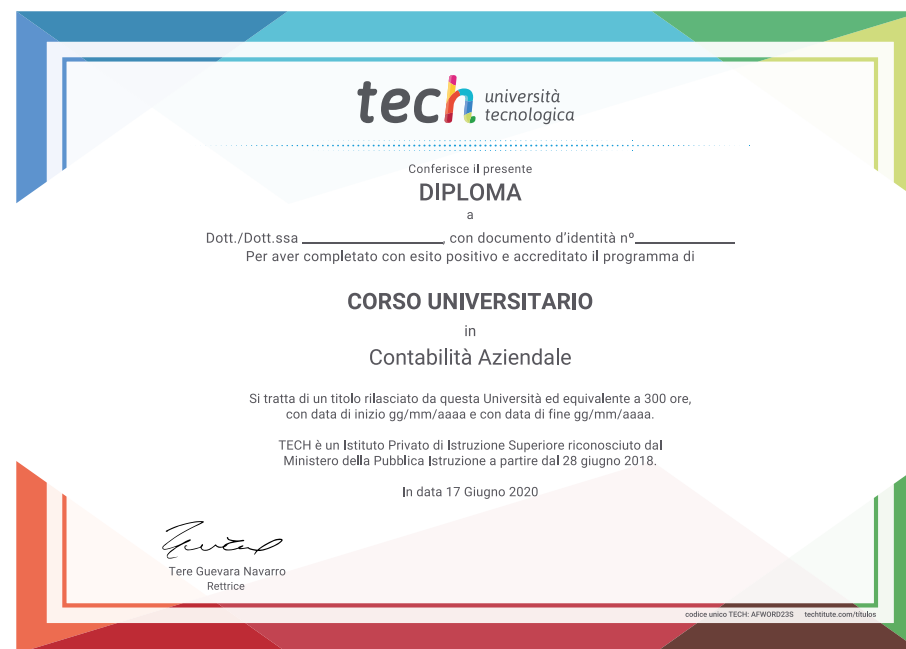 tech università
tecnologica
Conferisce il presente
DIPLOMA
a
Dott./Dott.ssa ____________________, con documento d'identità nº______________
Per aver completato con esito positivo e accreditato il programma di
CORSO UNIVERSITARIO
in
Contabilità Aziendale
Si tratta di un titolo rilasciato da questa Università ed equivalente a 300 ore,
con data di inizio gg/mm/aaaa e con data di fine gg/mm/aaaa.
TECH è un Istituto Privato di Istruzione Superiore riconosciuto dal
Ministero della Pubblica Istruzione a partire dal 28 giugno 2018.
In data 17 Giugno 2020
Tere Guevara Navarro
Rettrice
codice unico TECH: AFWORD23S techtitute.com/titulos